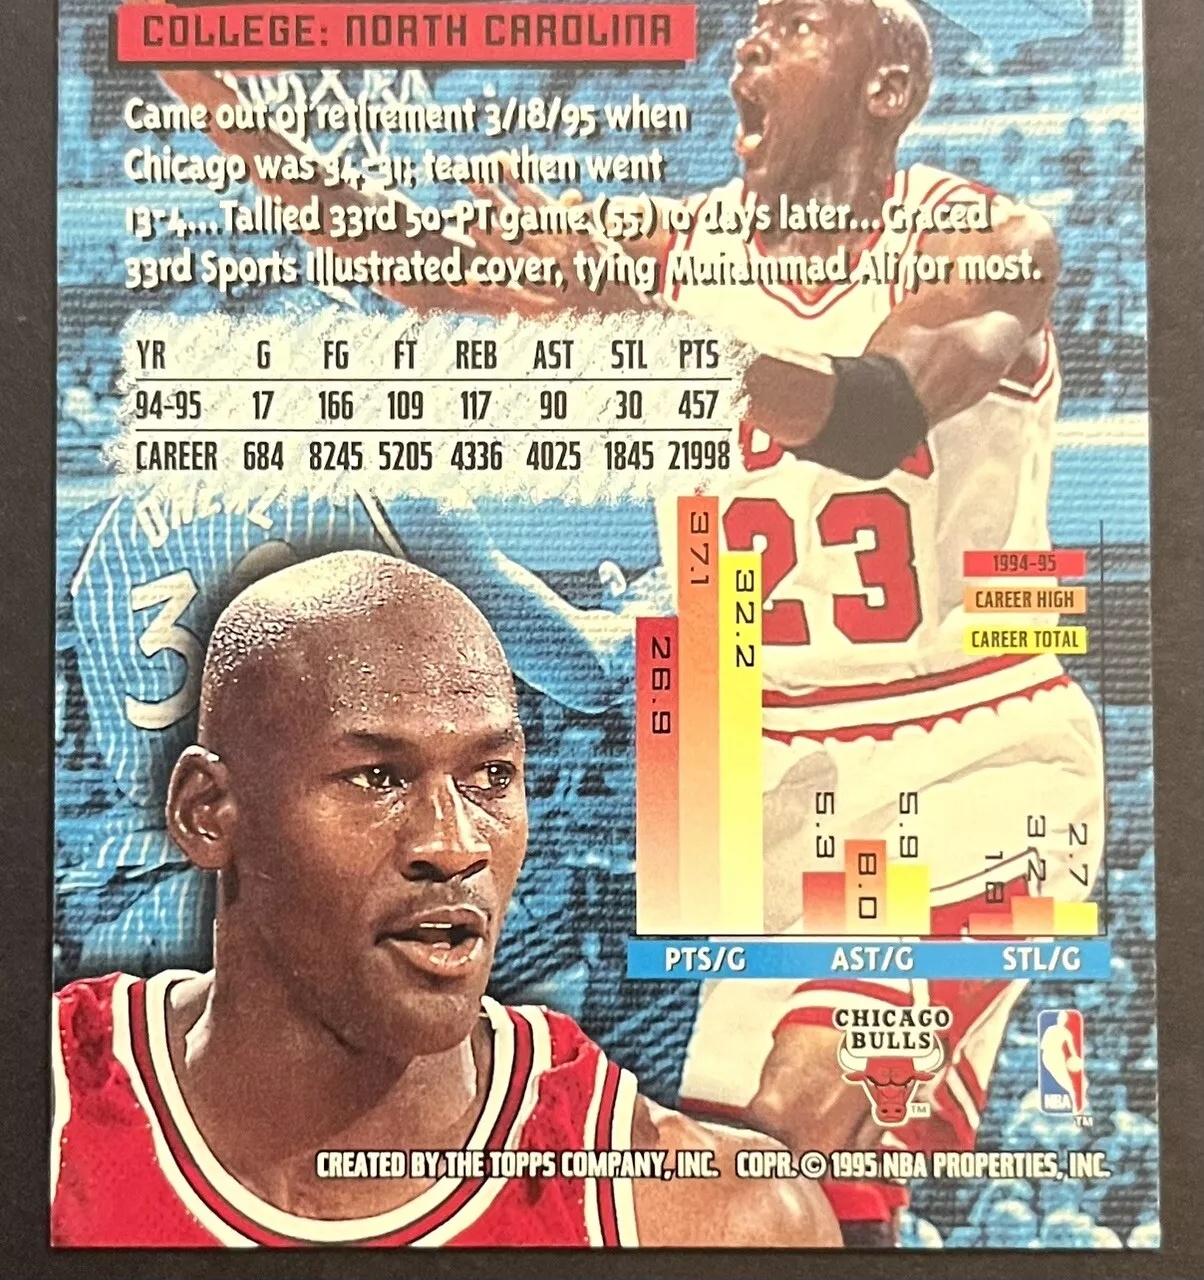 COLLEGE: NORTH CAROLINA
Came out of retirement 3/18/95 when
Chicago was 34-31; team then went
13-4...Tallied 33rd 50-PT game (55) 10 days later...Graced
33rd Sports Illustrated cover, tying Muhammad Ali for most.
YR G FG FT REB AST STL PTS
94-95 17 166 109 117 90 30 457
CAREER 684 8245 5205 4336 4025 1845 21998
O'NEAL
3
23
1994-95
CAREER HIGH
CAREER TOTAL
26.9 37.1 32.2
5.3 8.0 5.9
1.8 3.2 2.7
PTS/G AST/G STL/G
CHICAGO
BULLS
TM
NBA
TM
CREATED BY THE TOPPS COMPANY, INC. COPR. © 1995 NBA PROPERTIES, INC.